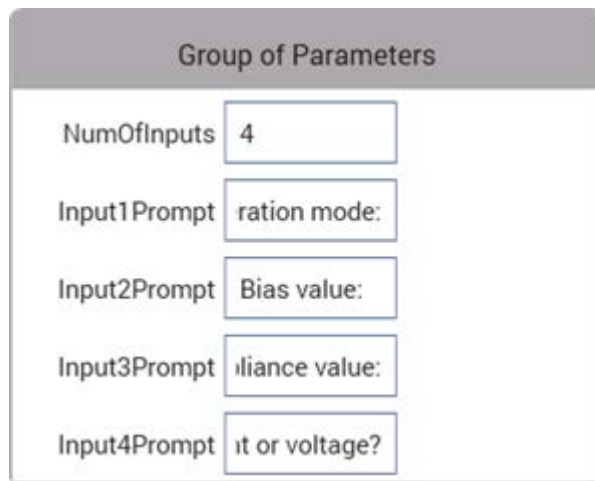 Group of Parameters
NumOfInputs 4
Input1Prompt ration mode:
Input2Prompt Bias value:
Input3Prompt liance value:
Input4Prompt or voltage?